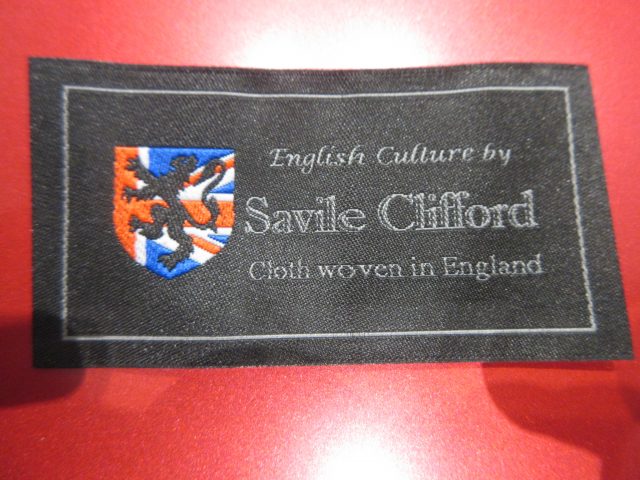 English Culture by
Savile Clifford
Cloth woven in England